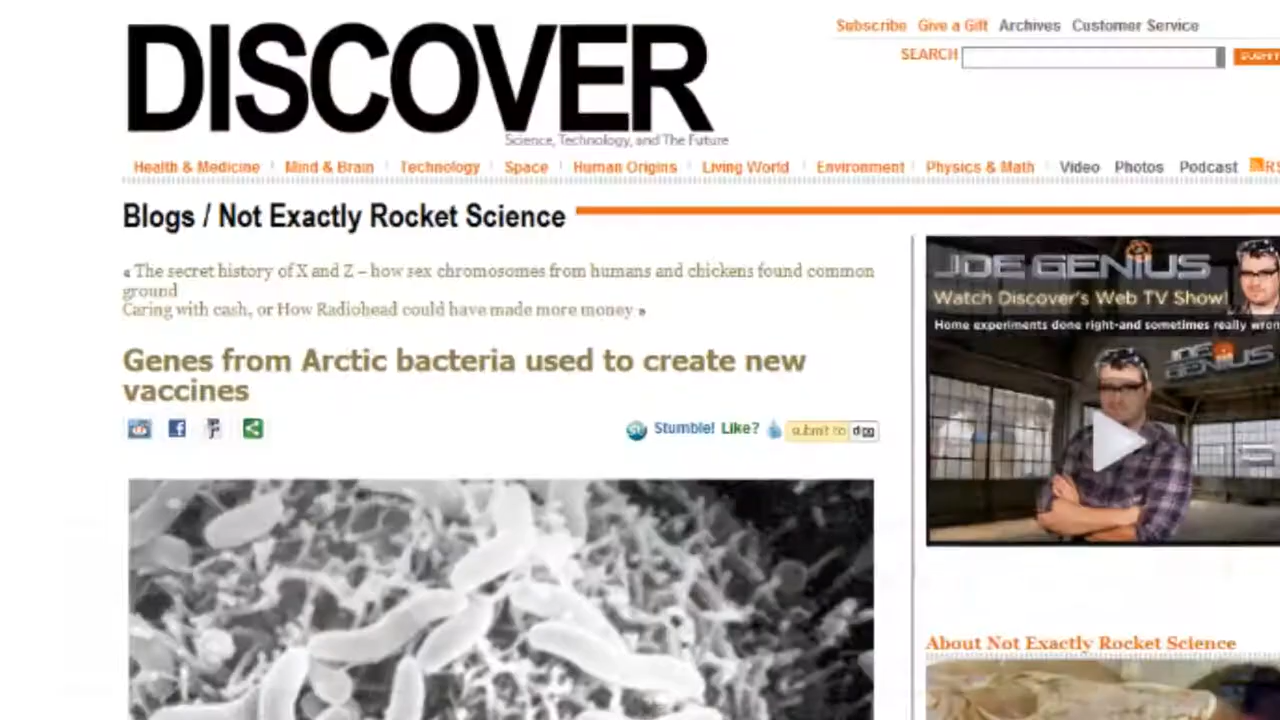 DISCOVER
Science, Technology, and The Future
Subscribe Give a Gift Archives Customer Service
SEARCH
SUBMIT
Health & Medicine Mind & Brain Technology Space Human Origins Living World Environment Physics & Math Video Photos Podcast RS
Blogs / Not Exactly Rocket Science
« The secret history of X and Z – how sex chromosomes from humans and chickens found common
ground
Caring with cash, or How Radiohead could have made more money »
Genes from Arctic bacteria used to create new
vaccines
Stumble! Like? submit to digg
JOE GENIUS
Watch Discover's Web TV Show!
Home experiments done right-and sometimes really wron
JOE
GENIUS
About Not Exactly Rocket Science